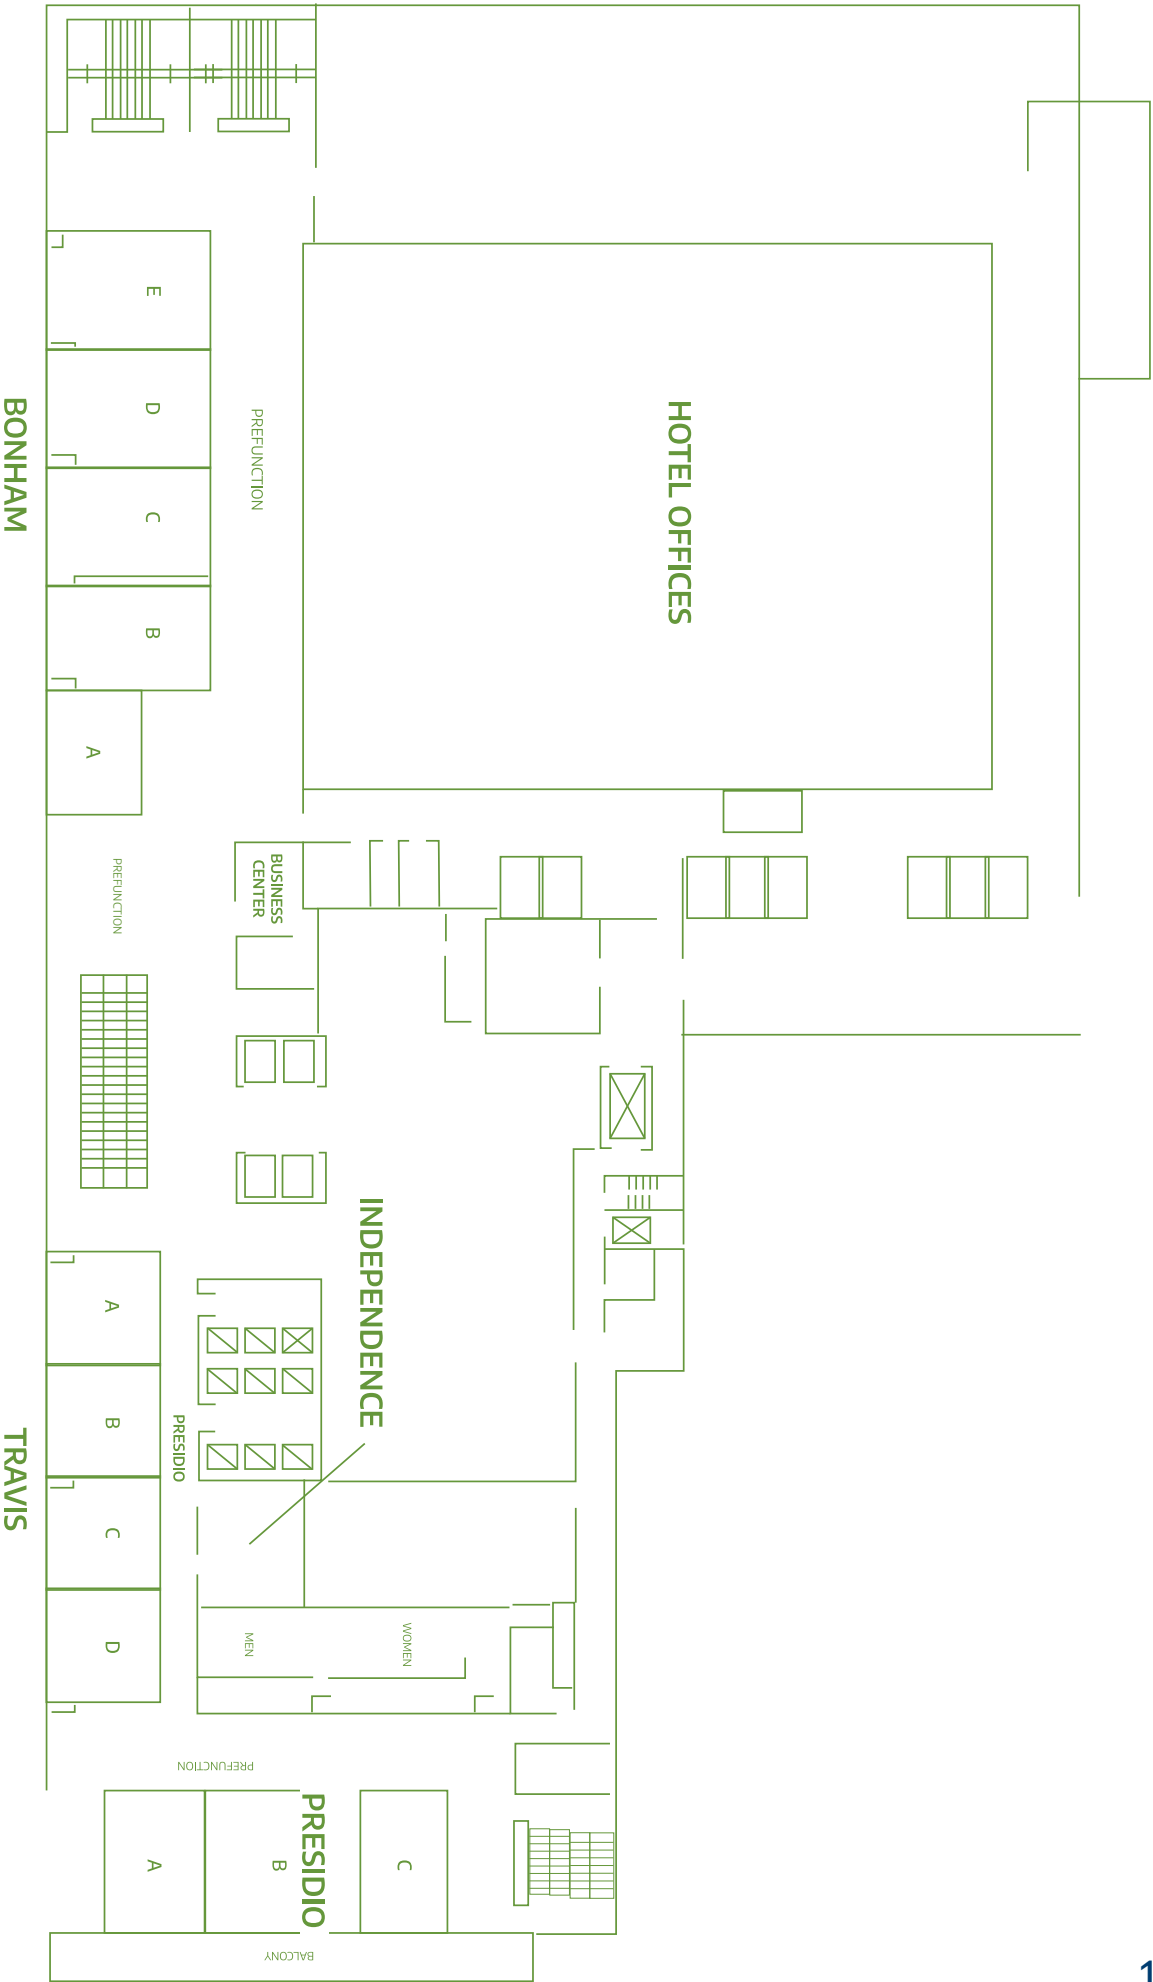 E
D
BONHAM
PREFUNCTION
HOTEL OFFICES
C
B
A
PREFUNCTION
BUSINESS
CENTER
INDEPENDENCE
A
B
PRESIDIO
TRAVIS
C
D
MEN
WOMEN
PREFUNCTION
PRESIDIO
A
B
C
BALCONY
1